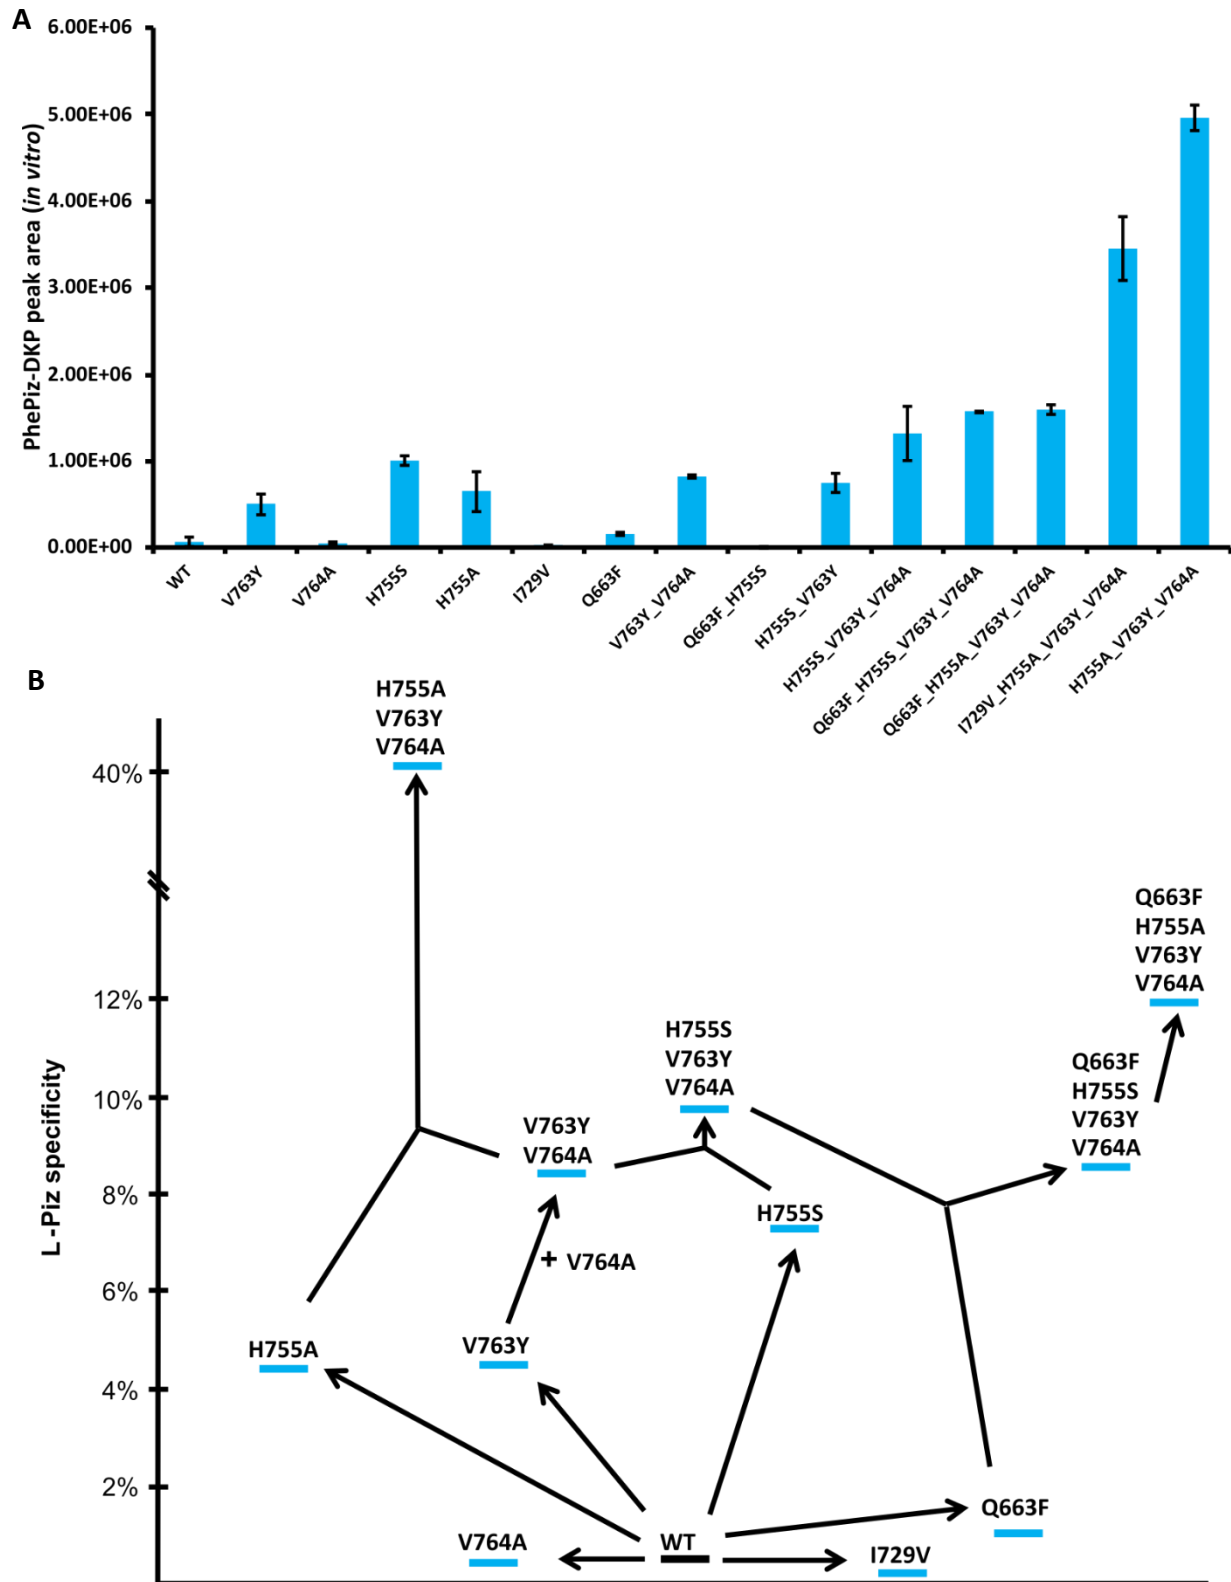 A
6.00E+06
5.00E+06
4.00E+06
3.00E+06
2.00E+06
1.00E+06
0.00E+00
PhePiz-DKP peak area (in vitro)
WT
V763Y
V764A
H755S
H755A
I729V
Q663F
V763Y_V764A
Q663F_H755S
H755S_V763Y
H755S_V763Y_V764A
Q663F_H755S_V763Y_V764A
Q663F_H755A_V763Y_V764A
I729V_H755A_V763Y_V764A
H755A_V763Y_V764A
B
L-Piz specificity
40%
12%
10%
8%
6%
4%
2%
H755A
V763Y
V764A
Q663F
H755A
V763Y
V764A
H755S
V763Y
V764A
Q663F
H755S
V763Y
V764A
V763Y
V764A
H755S
+ V764A
H755A
V763Y
Q663F
V764A
WT
I729V